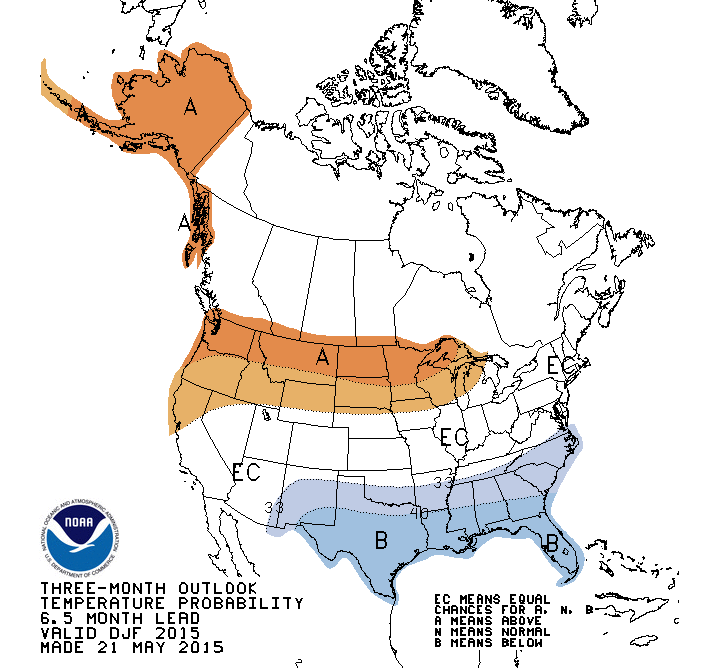 A
A
A
EC
EC
EC
33
33
40
B
B
NATIONAL OCEANIC AND ATMOSPHERIC ADMINISTRATION
NOAA
U.S. DEPARTMENT OF COMMERCE
THREE-MONTH OUTLOOK
TEMPERATURE PROBABILITY
6.5 MONTH LEAD
VALID DJF 2015
MADE 21 MAY 2015
EC MEANS EQUAL
CHANCES FOR A, N, B
A MEANS ABOVE
N MEANS NORMAL
B MEANS BELOW